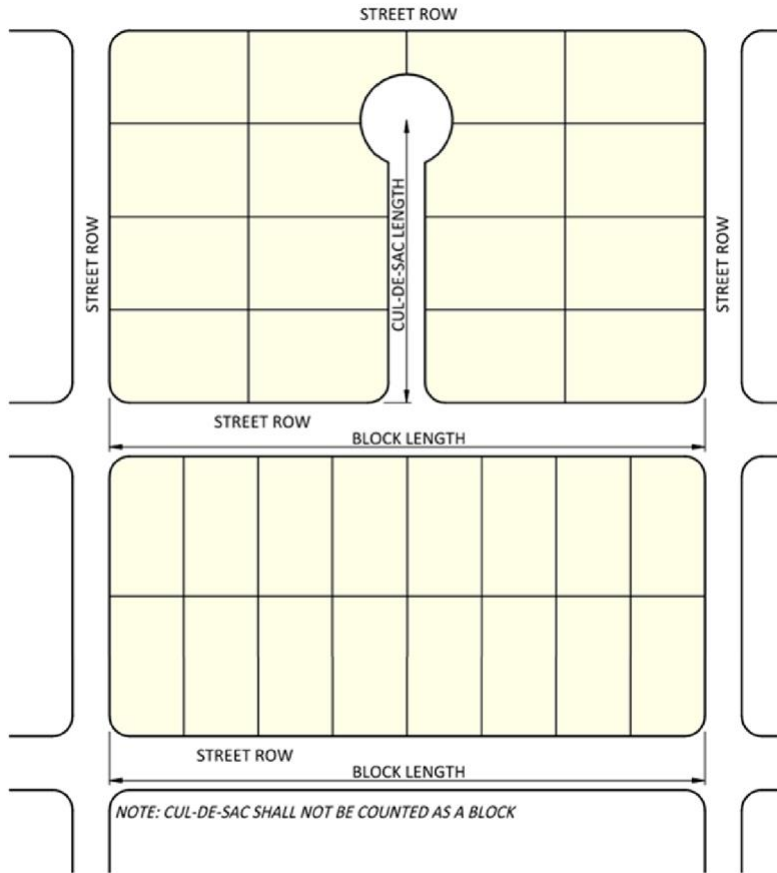 STREET ROW
STREET ROW
CUL-DE-SAC LENGTH
STREET ROW
STREET ROW
BLOCK LENGTH
STREET ROW
BLOCK LENGTH
NOTE: CUL-DE-SAC SHALL NOT BE COUNTED AS A BLOCK